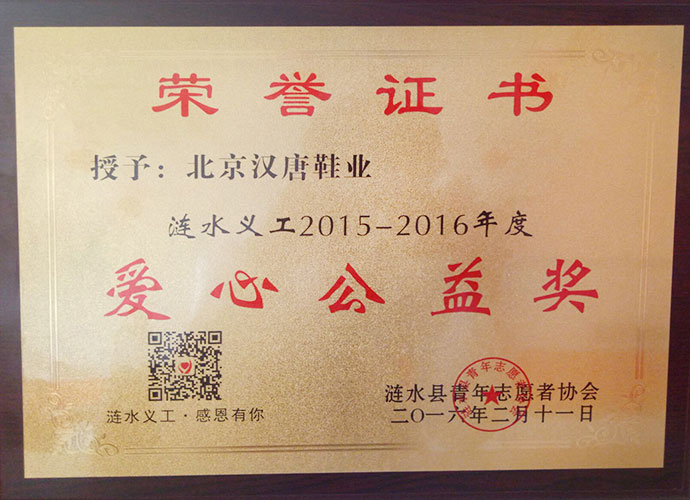 荣誉证书
授予：北京汉唐鞋业
涟水义工2015-2016年度
爱心公益奖
涟水义工·感恩有你
涟水县青年志愿者协会
二〇一六年二月十一日